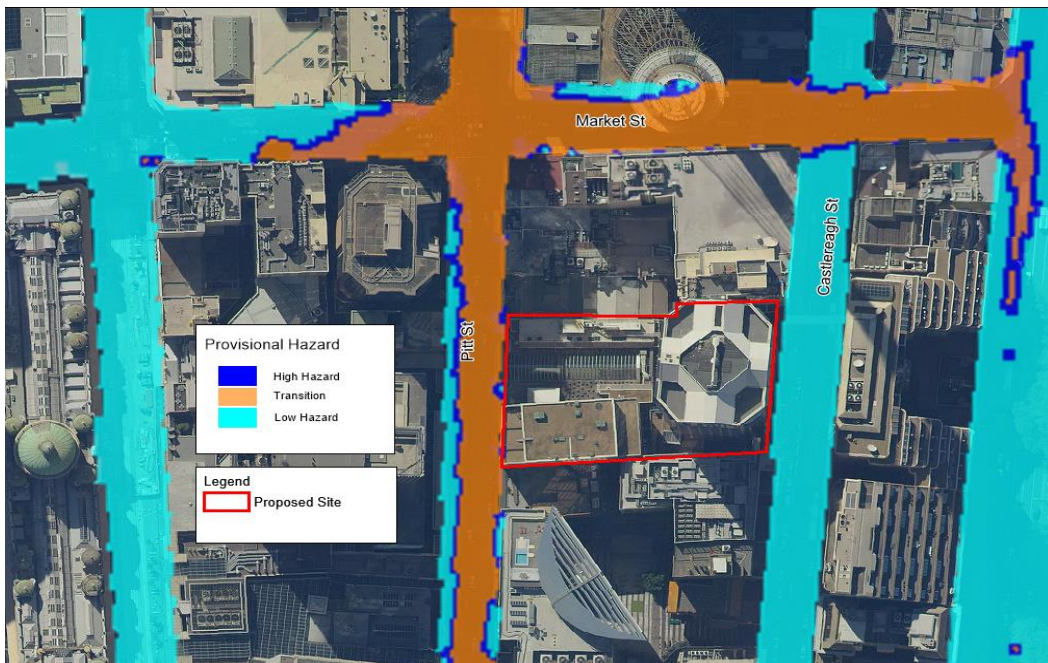 Market St
Castlereagh St
Pitt St
Provisional Hazard
High Hazard
Transition
Low Hazard
Legend
Proposed Site